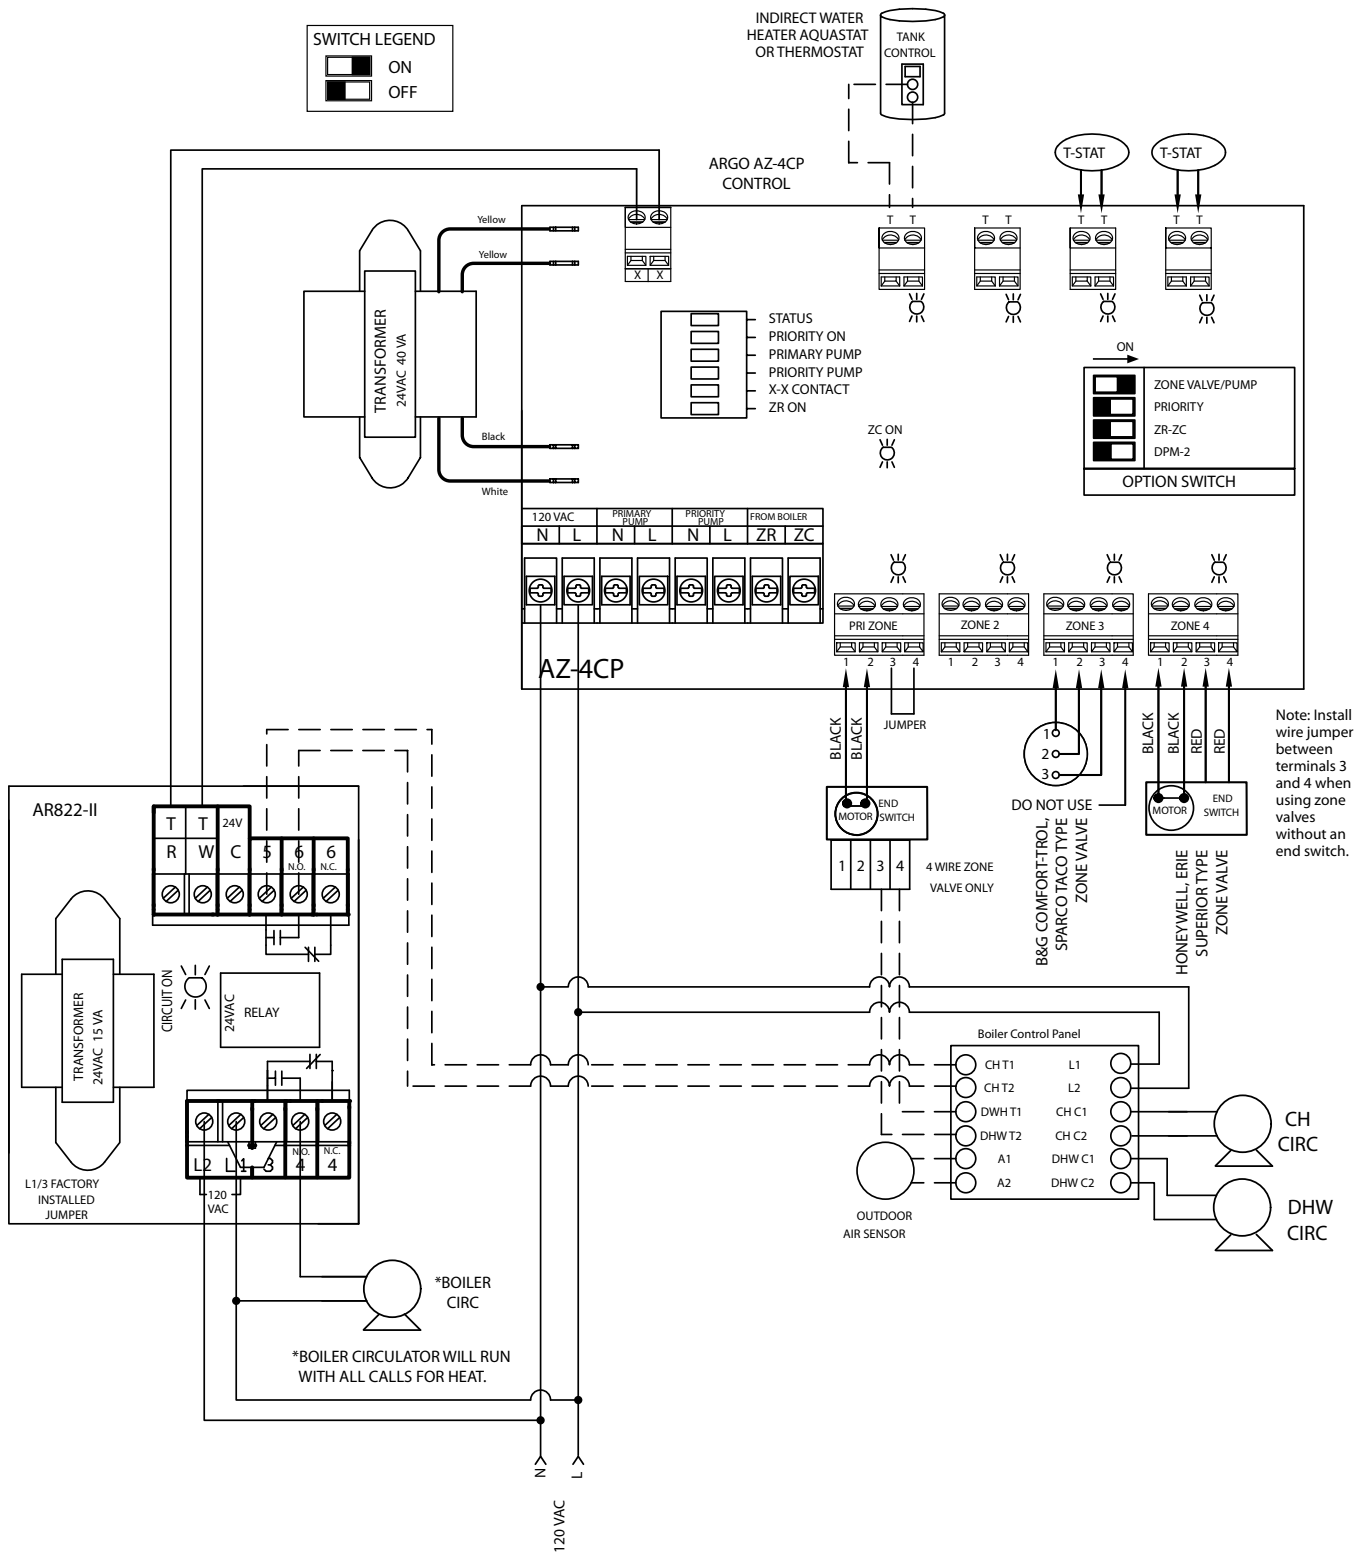 SWITCH LEGEND
ON
OFF
INDIRECT WATER
HEATER AQUASTAT
OR THERMOSTAT
TANK
CONTROL
ARGO AZ-4CP
CONTROL
T-STAT
T-STAT
T T
T T
T T
T T
X X
Yellow
Yellow
TRANSFORMER
24VAC 40 VA
Black
White
STATUS
PRIORITY ON
PRIMARY PUMP
PRIORITY PUMP
X-X CONTACT
ZR ON
ZC ON
ON
ZONE VALVE/PUMP
PRIORITY
ZR-ZC
DPM-2
OPTION SWITCH
120 VAC
PRIMARY
PUMP
PRIORITY
PUMP
FROM BOILER
N L N L N L ZR ZC
AZ-4CP
PRI ZONE
ZONE 2
ZONE 3
ZONE 4
1 2 3 4
1 2 3 4
1 2 3 4
1 2 3 4
JUMPER
BLACK
BLACK
MOTOR
END
SWITCH
1 2 3 4
4 WIRE ZONE
VALVE ONLY
1
2
3
DO NOT USE
B&G COMFORT-TROL,
SPARCO TACO TYPE
ZONE VALVE
BLACK
BLACK
RED
RED
MOTOR
END
SWITCH
HONEYWELL, ERIE
SUPERIOR TYPE
ZONE VALVE
Note: Install
wire jumper
between
terminals 3
and 4 when
using zone
valves
without an
end switch.
AR822-II
T T 24V
R W C 5 6 6
N.O. N.C.
TRANSFORMER
24VAC 15 VA
CIRCUIT ON
24VAC
RELAY
N.O. N.C.
L2 L1 3 4 4
120
VAC
L1/3 FACTORY
INSTALLED
JUMPER
*BOILER
CIRC
*BOILER CIRCULATOR WILL RUN
WITH ALL CALLS FOR HEAT.
Boiler Control Panel
CH T1 L1
CH T2 L2
DWH T1 CH C1
DHW T2 CH C2
A1 DHW C1
A2 DHW C2
CH
CIRC
DHW
CIRC
OUTDOOR
AIR SENSOR
N
L
120 VAC